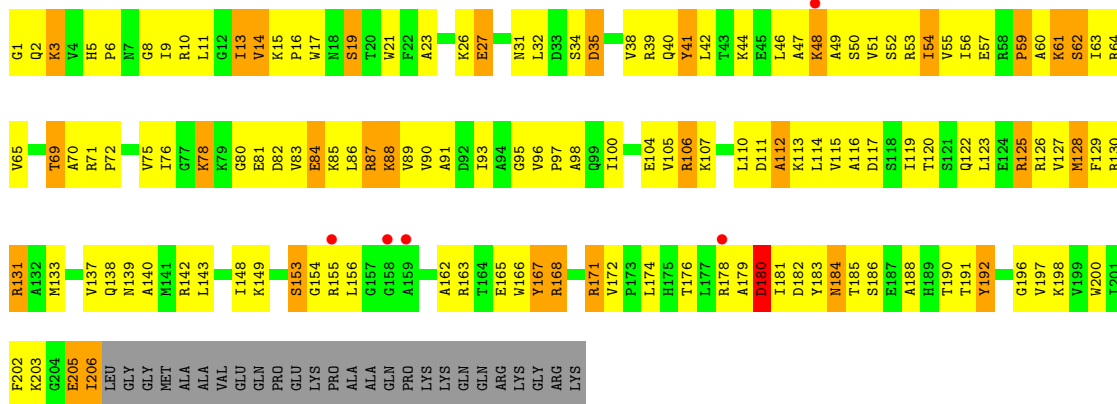 G1 Q2 K3 V4 H5 P6 N7 G8 I9 R10 L11 G12 I13 V14 K15 P16 W17 N18 S19 T20 W21 F22 A23 K26 E27 N31 L32 D33 S34 D35 V38 R39 Q40 Y41 L42 T43 K44 E45 L46 A47 K48 A49 S50 V51 S52 R53 I54 V55 I56 E57 R58 P59 A60 K61 S62 I63 R64
V65 T69 A70 R71 P72 V75 I76 G77 K78 K79 G80 E81 D82 V83 E84 K85 L86 R87 K88 V89 V90 A91 D92 I93 A94 G95 V96 P97 A98 Q99 I100 E104 V105 R106 K107 L110 D111 A112 K113 L114 V115 A116 D117 S118 I119 T120 S121 Q122 L123 E124 R125 R126 V127 M128 F129 R130
R131 A132 M133 V137 Q138 N139 A140 M141 R142 L143 I148 K149 S153 G154 R155 L156 G157 G158 A159 A162 R163 T164 E165 W166 Y167 R168 R171 V172 P173 L174 H175 T176 L177 R178 A179 D180 I181 D182 Y183 N184 T185 S186 E187 A188 H189 T190 T191 Y192 G196 V197 K198 V199 W200 I201
F202 K203 G204 E205 I206 LEU GLY GLY MET ALA ALA VAL GLU GLN PRO GLU LYS PRO ALA ALA GLN PRO LYS LYS GLN GLN ARG LYS GLY ARG LYS